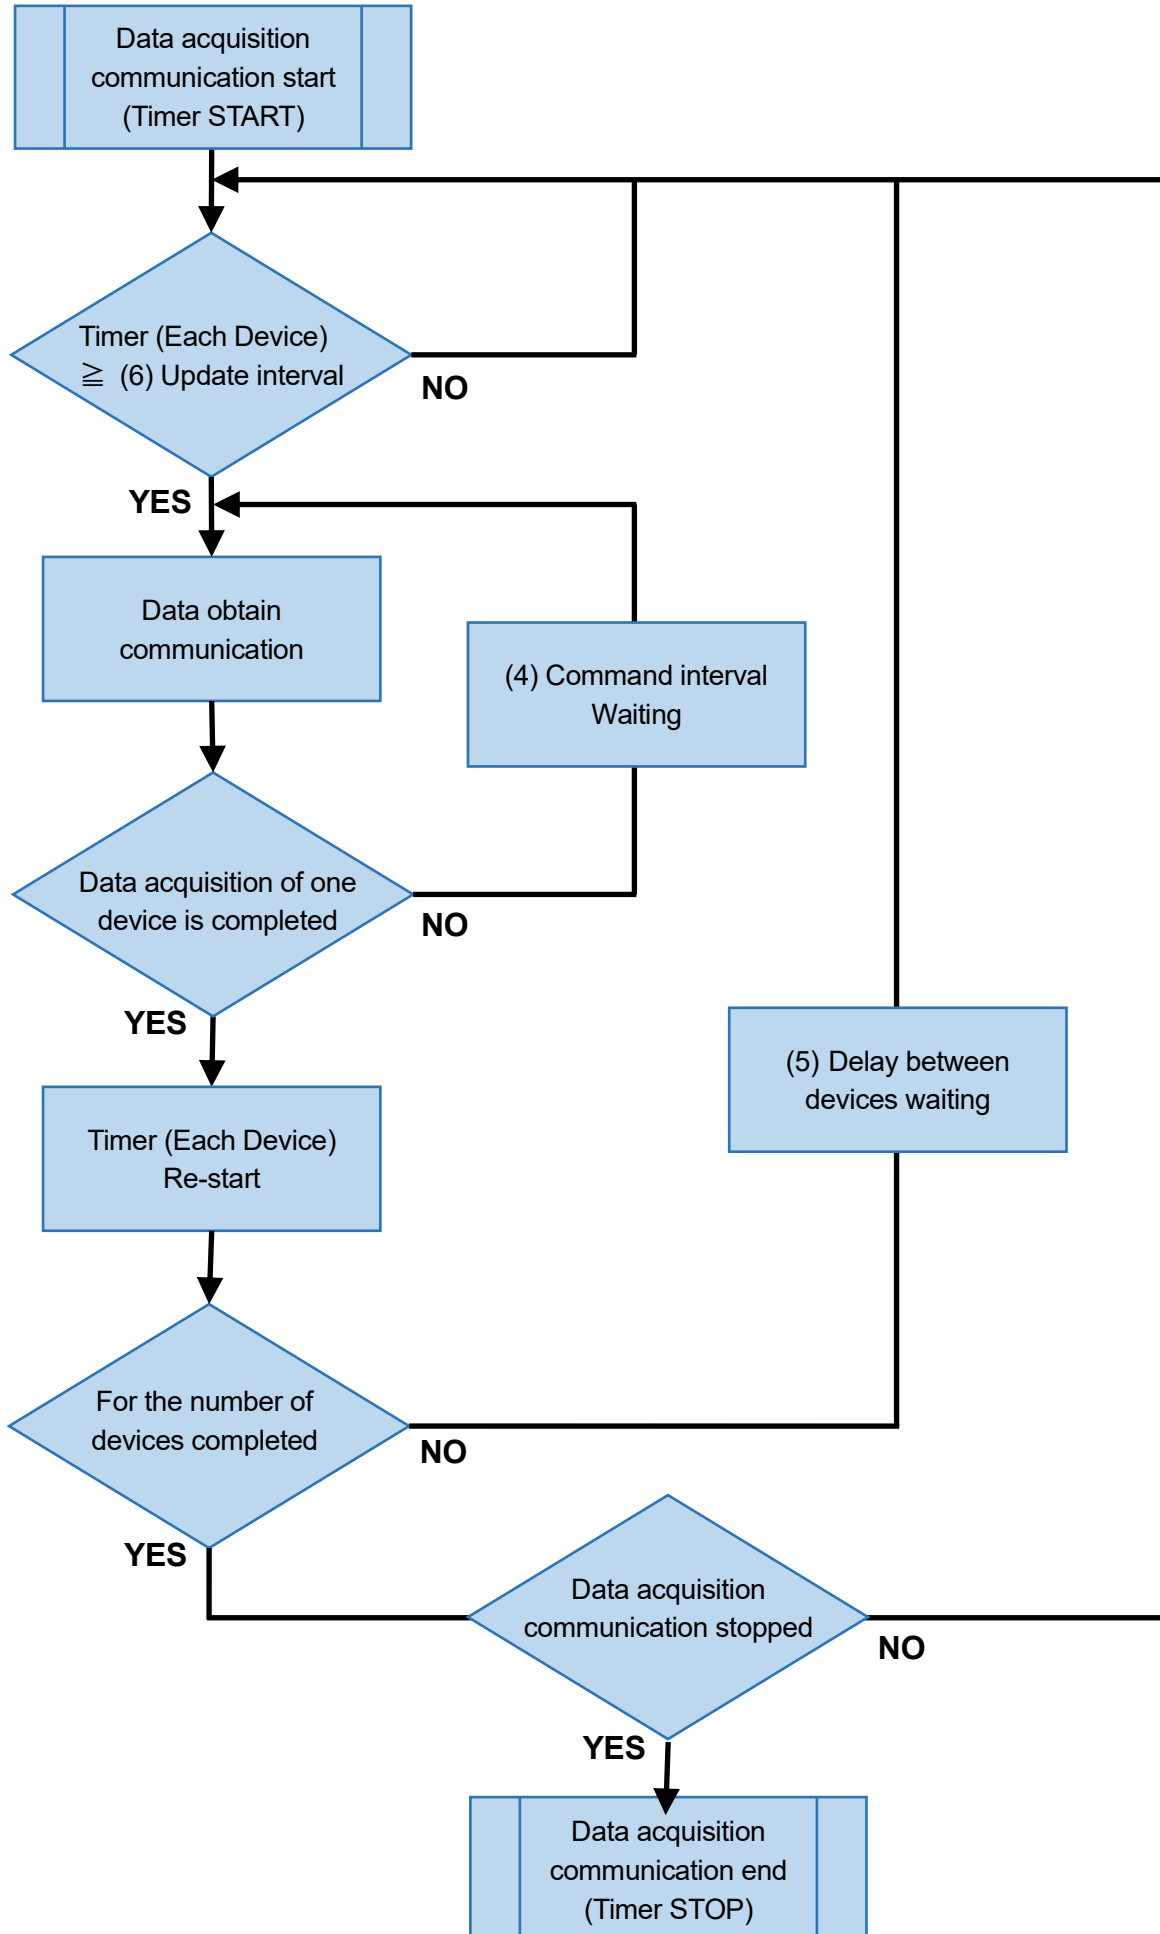 Data acquisition
communication start
(Timer START)
Timer (Each Device)
≧ (6) Update interval
NO
YES
Data obtain
communication
(4) Command interval
Waiting
Data acquisition of one
device is completed
NO
YES
(5) Delay between
devices waiting
Timer (Each Device)
Re-start
For the number of
devices completed
NO
YES
Data acquisition
communication stopped
NO
YES
Data acquisition
communication end
(Timer STOP)